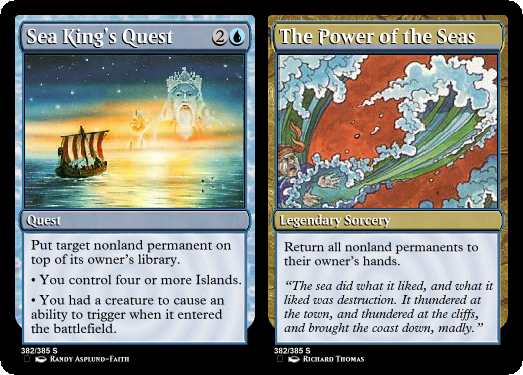 Sea King's Quest 2
Quest
Put target nonland permanent on
top of its owner's library.
• You control four or more Islands.
• You had a creature to cause an
ability to trigger when it entered
the battlefield.
382/385 S
Randy Asplund-Faith
The Power of the Seas
Legendary Sorcery
Return all nonland permanents to
their owner's hands.
“The sea did what it liked, and what it
liked was destruction. It thundered at
the town, and thundered at the cliffs,
and brought the coast down, madly.”
382/385 S
Richard Thomas